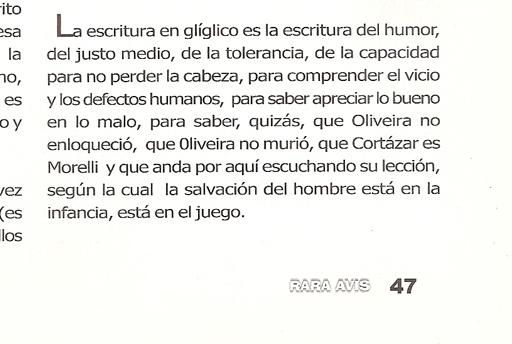 rito
esa
la
no,
es
o y
vez
(es
llos
La escritura en glíglico es la escritura del humor,
del justo medio, de la tolerancia, de la capacidad
para no perder la cabeza, para comprender el vicio
y los defectos humanos, para saber apreciar lo bueno
en lo malo, para saber, quizás, que Oliveira no
enloqueció, que 0liveira no murió, que Cortázar es
Morelli y que anda por aquí escuchando su lección,
según la cual la salvación del hombre está en la
infancia, está en el juego.
RARA AVIS 47